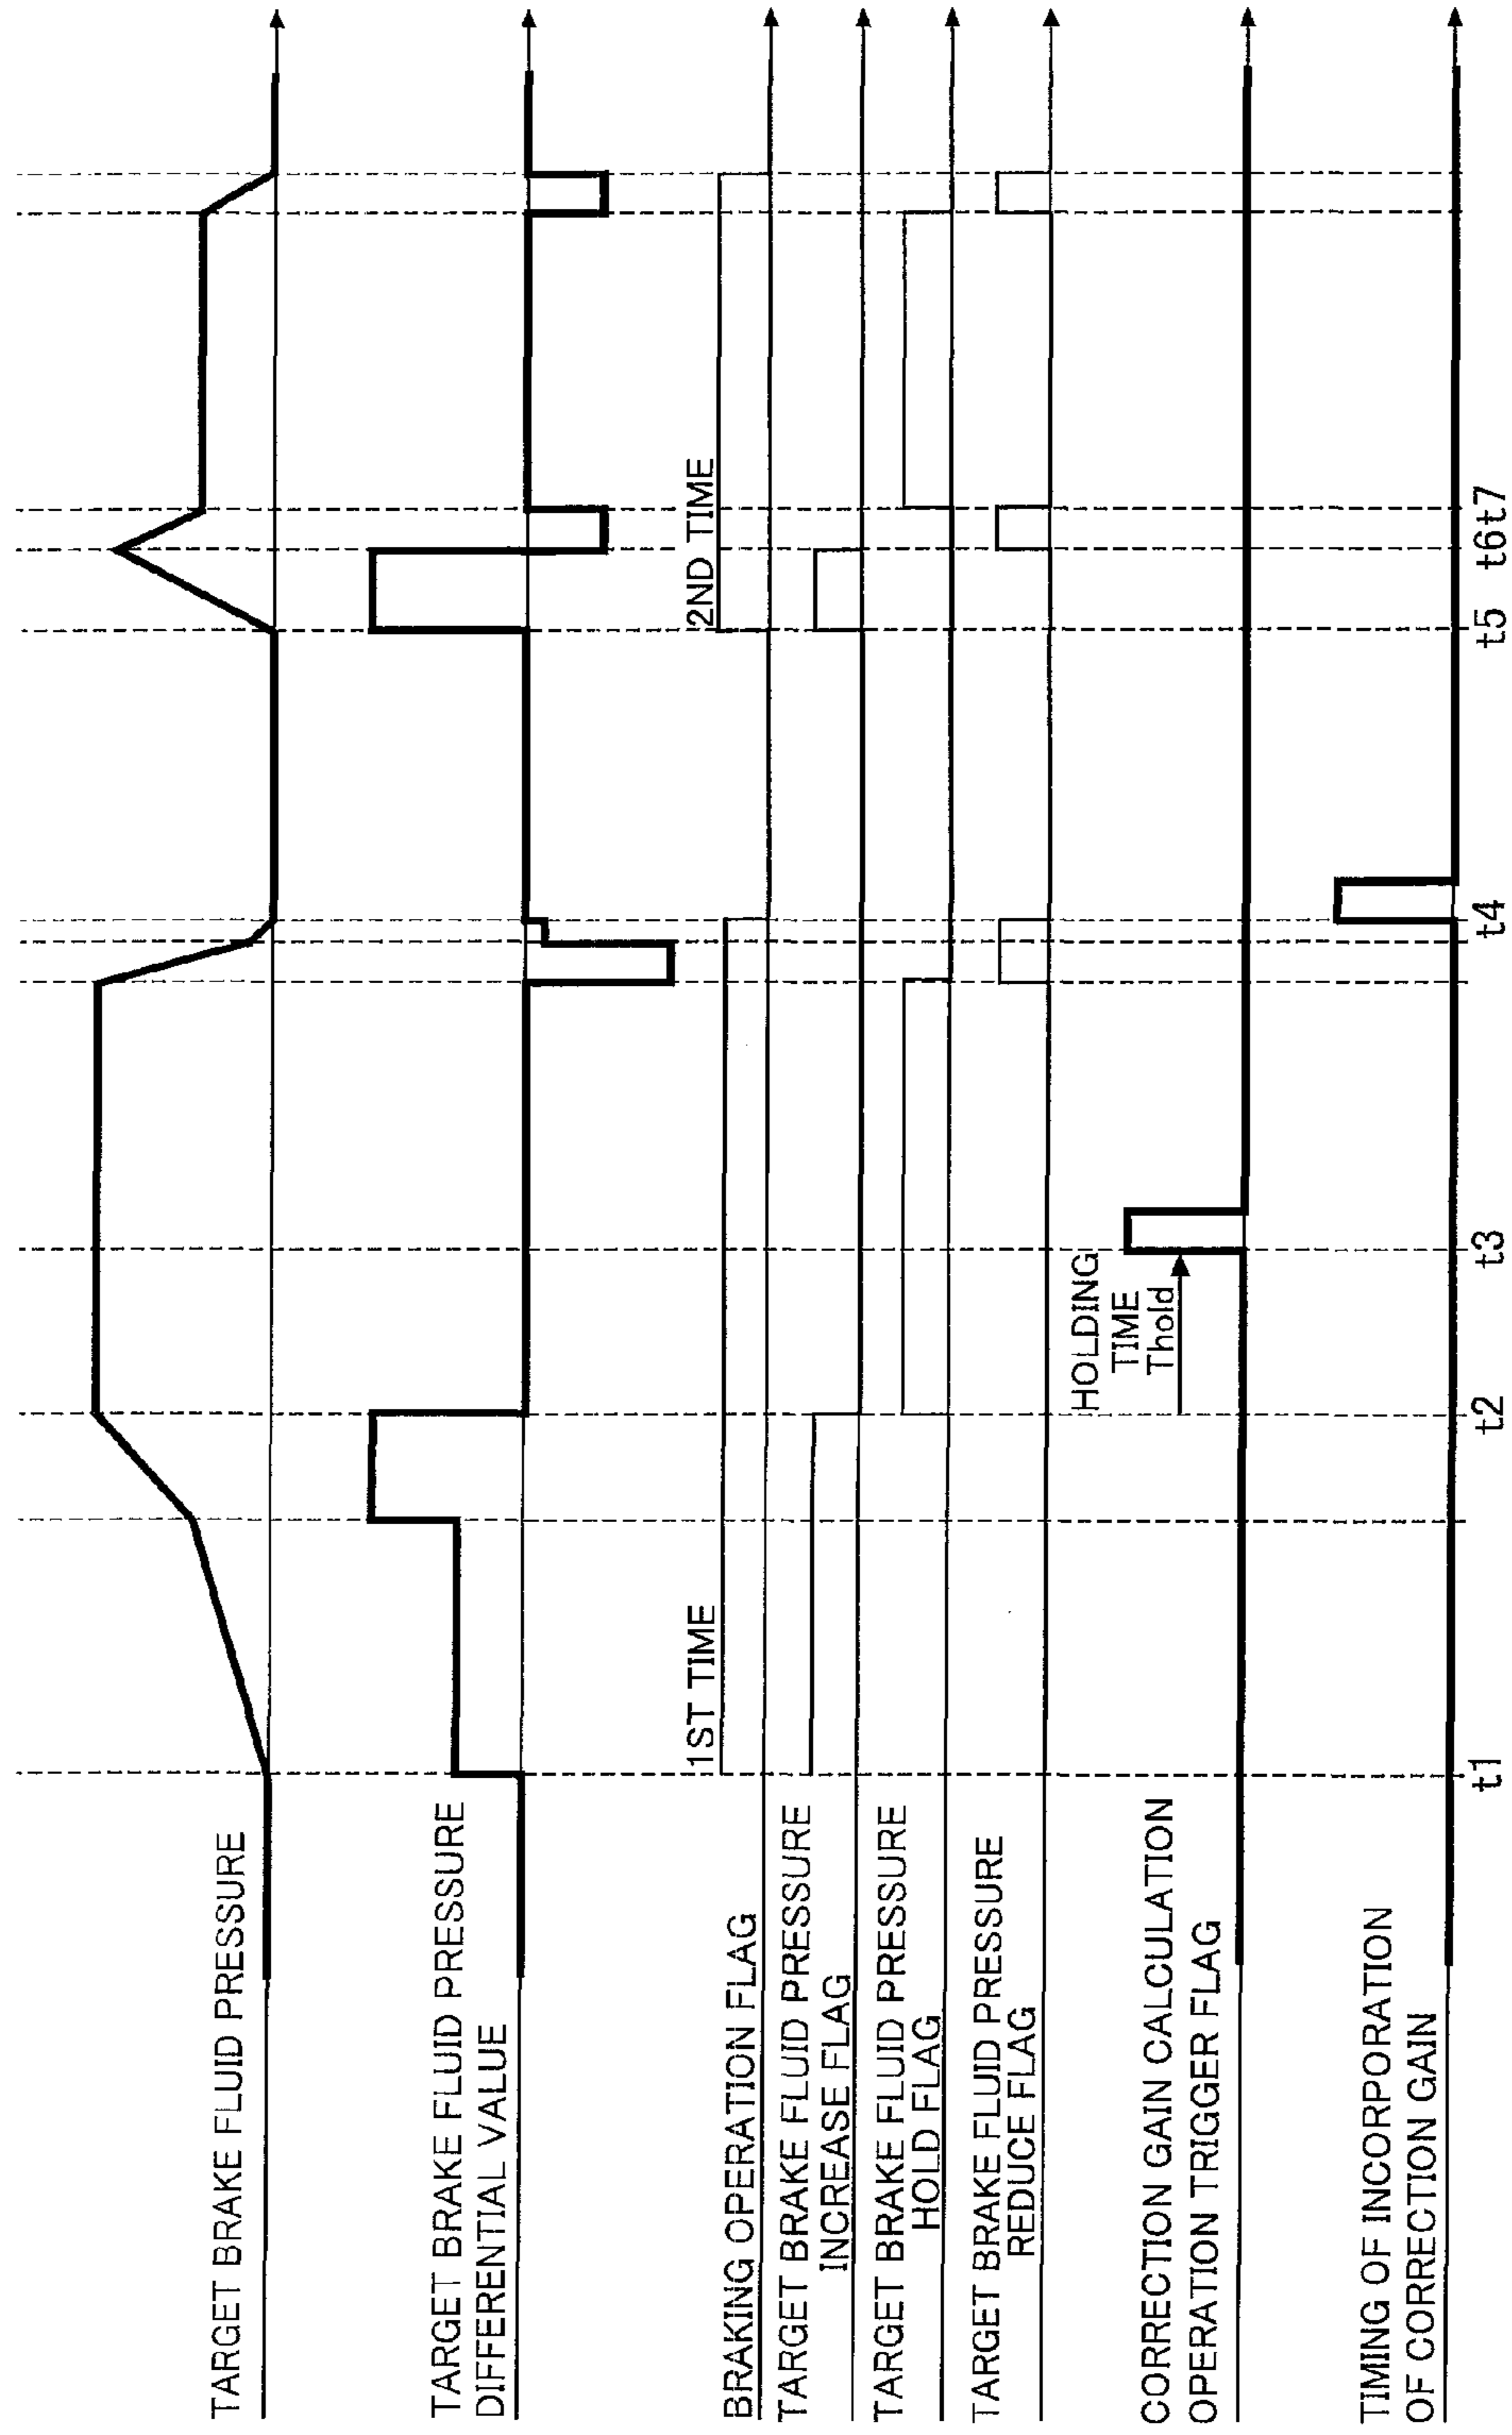 TARGET BRAKE FLUID PRESSURE
TARGET BRAKE FLUID PRESSURE
DIFFERENTIAL VALUE
1ST TIME
2ND TIME
BRAKING OPERATION FLAG
TARGET BRAKE FLUID PRESSURE
INCREASE FLAG
TARGET BRAKE FLUID PRESSURE
HOLD FLAG
TARGET BRAKE FLUID PRESSURE
REDUCE FLAG
HOLDING
TIME
Thold
CORRECTION GAIN CALCULATION
OPERATION TRIGGER FLAG
TIMING OF INCORPORATION
OF CORRECTION GAIN
t1 t2 t3 t4 t5 t6 t7